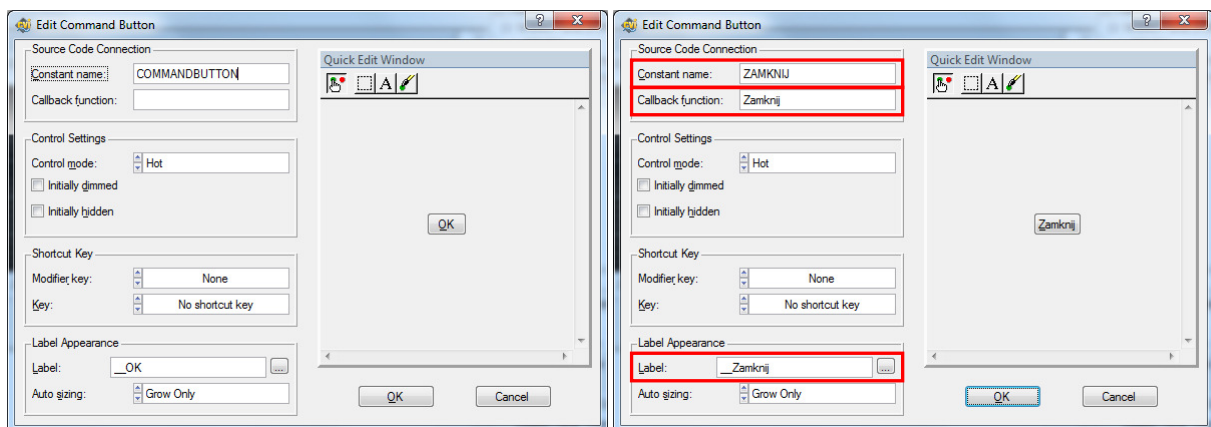 Edit Command Button
Source Code Connection
Constant name: COMMANDBUTTON
Callback function:
Control Settings
Control mode: Hot
Initially dimmed
Initially hidden
Shortcut Key
Modifier key: None
Key: No shortcut key
Label Appearance
Label: __OK ...
Auto sizing: Grow Only
Quick Edit Window
A
OK
OK Cancel
Edit Command Button
Source Code Connection
Constant name: ZAMKNIJ
Callback function: Zamknij
Control Settings
Control mode: Hot
Initially dimmed
Initially hidden
Shortcut Key
Modifier key: None
Key: No shortcut key
Label Appearance
Label: __Zamknij ...
Auto sizing: Grow Only
Quick Edit Window
A
Zamknij
OK Cancel